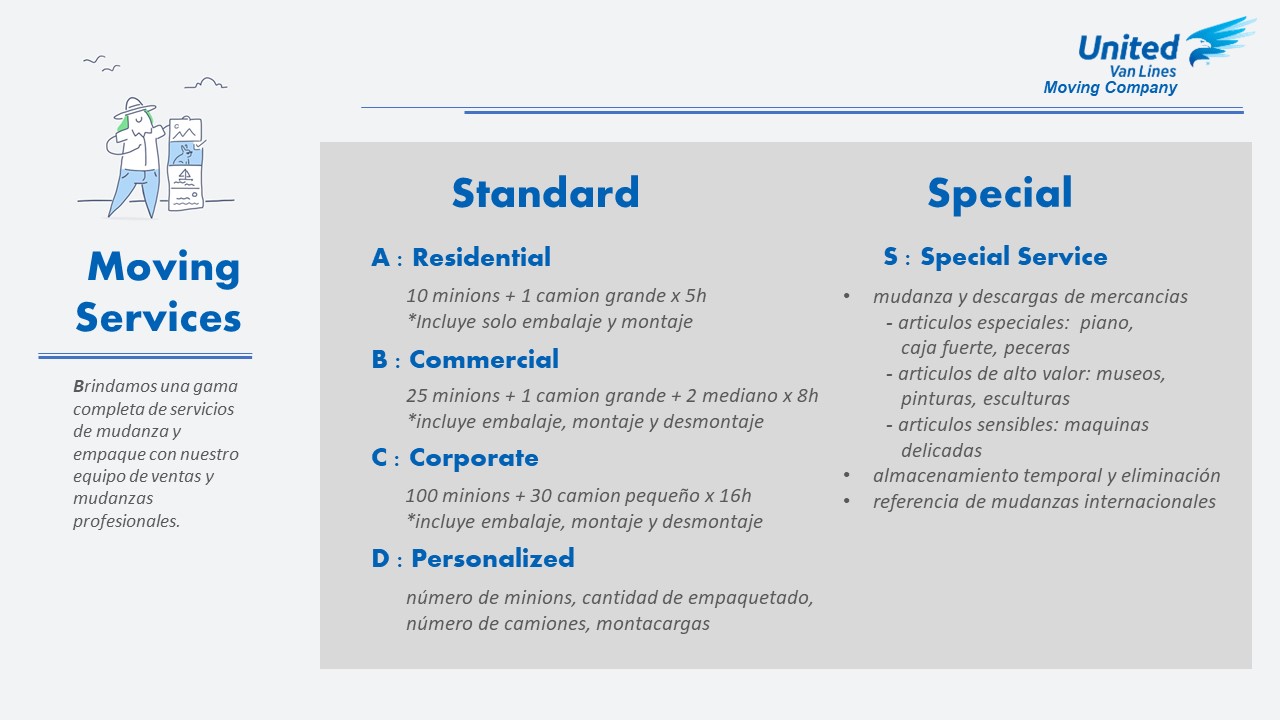 United
Van Lines
Moving Company
Moving
Services
Brindamos una gama
completa de servicios
de mudanza y
empaque con nuestro
equipo de ventas y
mudanzas
profesionales.
Standard
A : Residential
10 minions + 1 camion grande x 5h
*Incluye solo embalaje y montaje
B : Commercial
25 minions + 1 camion grande + 2 mediano x 8h
*incluye embalaje, montaje y desmontaje
C : Corporate
100 minions + 30 camion pequeño x 16h
*incluye embalaje, montaje y desmontaje
D : Personalized
número de minions, cantidad de empaquetado,
número de camiones, montacargas
Special
S : Special Service
• mudanza y descargas de mercancias
- articulos especiales: piano,
caja fuerte, peceras
- articulos de alto valor: museos,
pinturas, esculturas
- articulos sensibles: maquinas
delicadas
• almacenamiento temporal y eliminación
• referencia de mudanzas internacionales